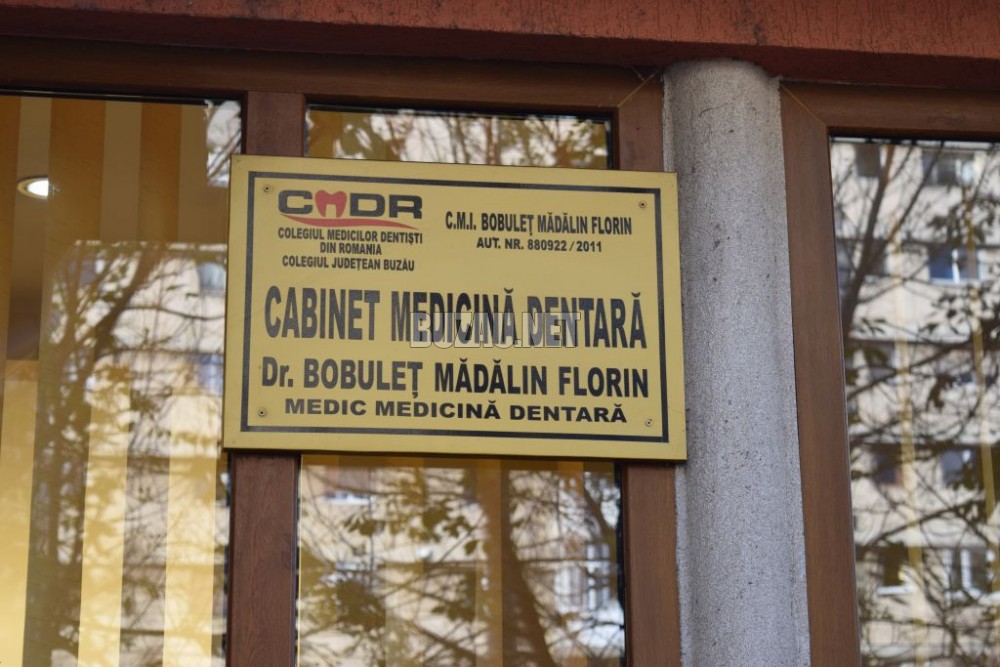 CMDR
COLEGIUL MEDICILOR DENTIȘTI
DIN ROMANIA
COLEGIUL JUDEȚEAN BUZĂU
C.M.I. BOBULEȚ MĂDĂLIN FLORIN
AUT. NR. 880922 / 2011
CABINET MEDICINĂ DENTARĂ
BUZAU.NET
Dr. BOBULEȚ MĂDĂLIN FLORIN
MEDIC MEDICINĂ DENTARĂ